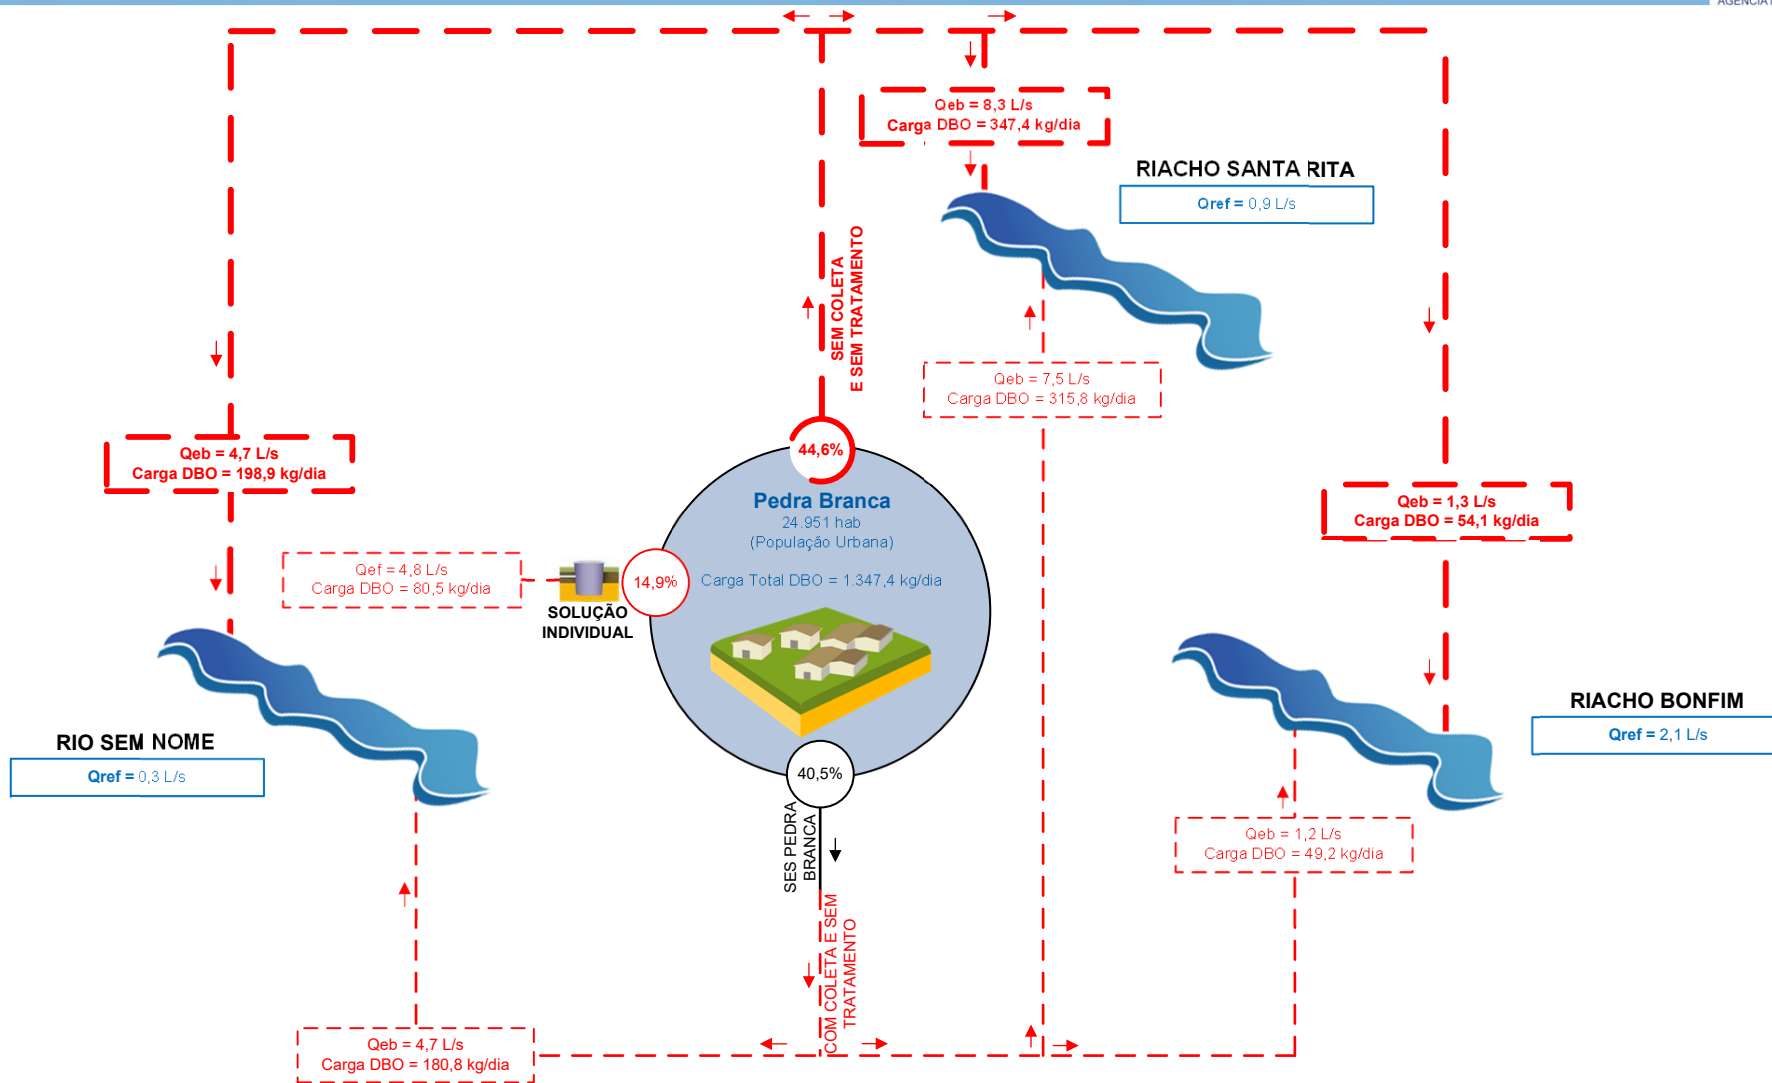 AGÊNCIA
Qeb = 8,3 L/s
Carga DBO = 347,4 kg/dia
RIACHO SANTA RITA
Qref = 0,9 L/s
SEM COLETA
E SEM TRATAMENTO
Qeb = 7,5 L/s
Carga DBO = 315,8 kg/dia
Qeb = 4,7 L/s
Carga DBO = 198,9 kg/dia
44,6%
Pedra Branca
24.951 hab
(População Urbana)
Carga Total DBO = 1.347,4 kg/dia
Qeb = 1,3 L/s
Carga DBO = 54,1 kg/dia
Qef = 4,8 L/s
Carga DBO = 80,5 kg/dia
14,9%
SOLUÇÃO
INDIVIDUAL
RIO SEM NOME
Qref = 0,3 L/s
RIACHO BONFIM
Qref = 2,1 L/s
40,5%
SES PEDRA
BRANCA
Qeb = 1,2 L/s
Carga DBO = 49,2 kg/dia
COM COLETA E SEM
TRATAMENTO
Qeb = 4,7 L/s
Carga DBO = 180,8 kg/dia